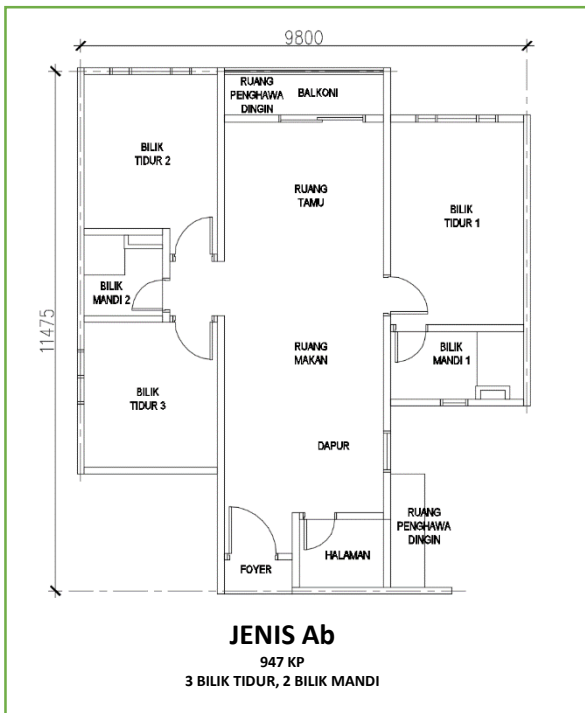 9800
RUANG
PENGHAWA
DINGIN
BALKONI
BILIK
TIDUR 2
RUANG
TAMU
BILIK
TIDUR 1
BILIK
MANDI 2
11475
RUANG
MAKAN
BILIK
MANDI 1
BILIK
TIDUR 3
DAPUR
RUANG
PENGHAWA
DINGIN
FOYER
HALAMAN
JENIS Ab
947 KP
3 BILIK TIDUR, 2 BILIK MANDI